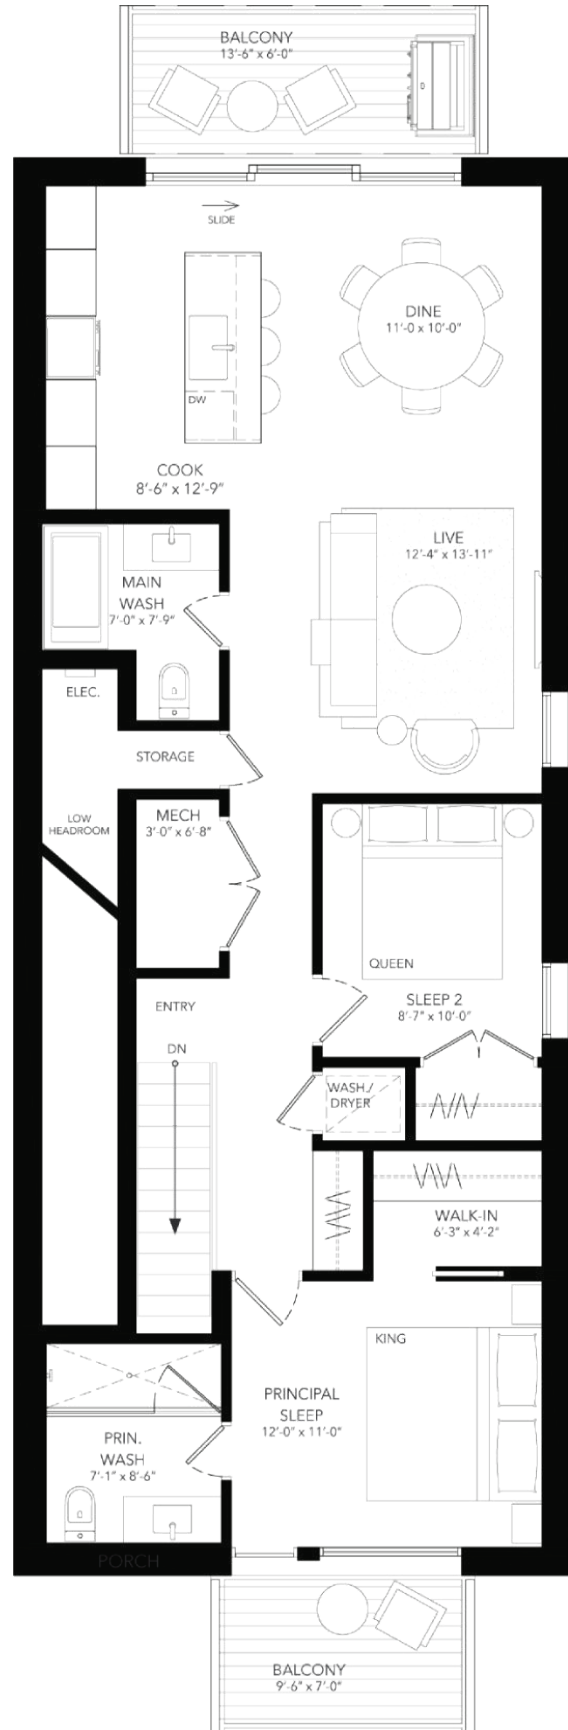 BALCONY
13'-6" x 6'-0"
SLIDE
DINE
11'-0 x 10'-0"
DW
COOK
8'-6" x 12'-9"
LIVE
12'-4" x 13'-11"
MAIN
WASH
7'-0" x 7'-9"
ELEC.
STORAGE
LOW
HEADROOM
MECH
3'-0" x 6'-8"
QUEEN
SLEEP 2
8'-7" x 10'-0"
ENTRY
DN
WASH./
DRYER
WALK-IN
6'-3" x 4'-2"
KING
PRINCIPAL
SLEEP
12'-0" x 11'-0"
PRIN.
WASH
7'-1" x 8'-6"
PORCH
BALCONY
9'-6" x 7'-0"